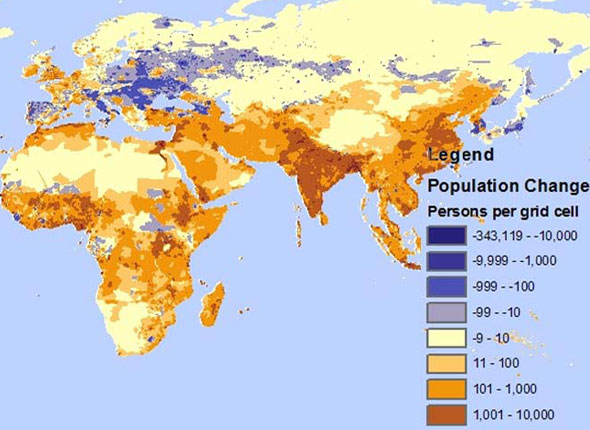 Legend
Population Change
Persons per grid cell
-343,119 - -10,000
-9,999 - -1,000
-999 - -100
-99 - -10
-9 - 10
11 - 100
101 - 1,000
1,001 - 10,000